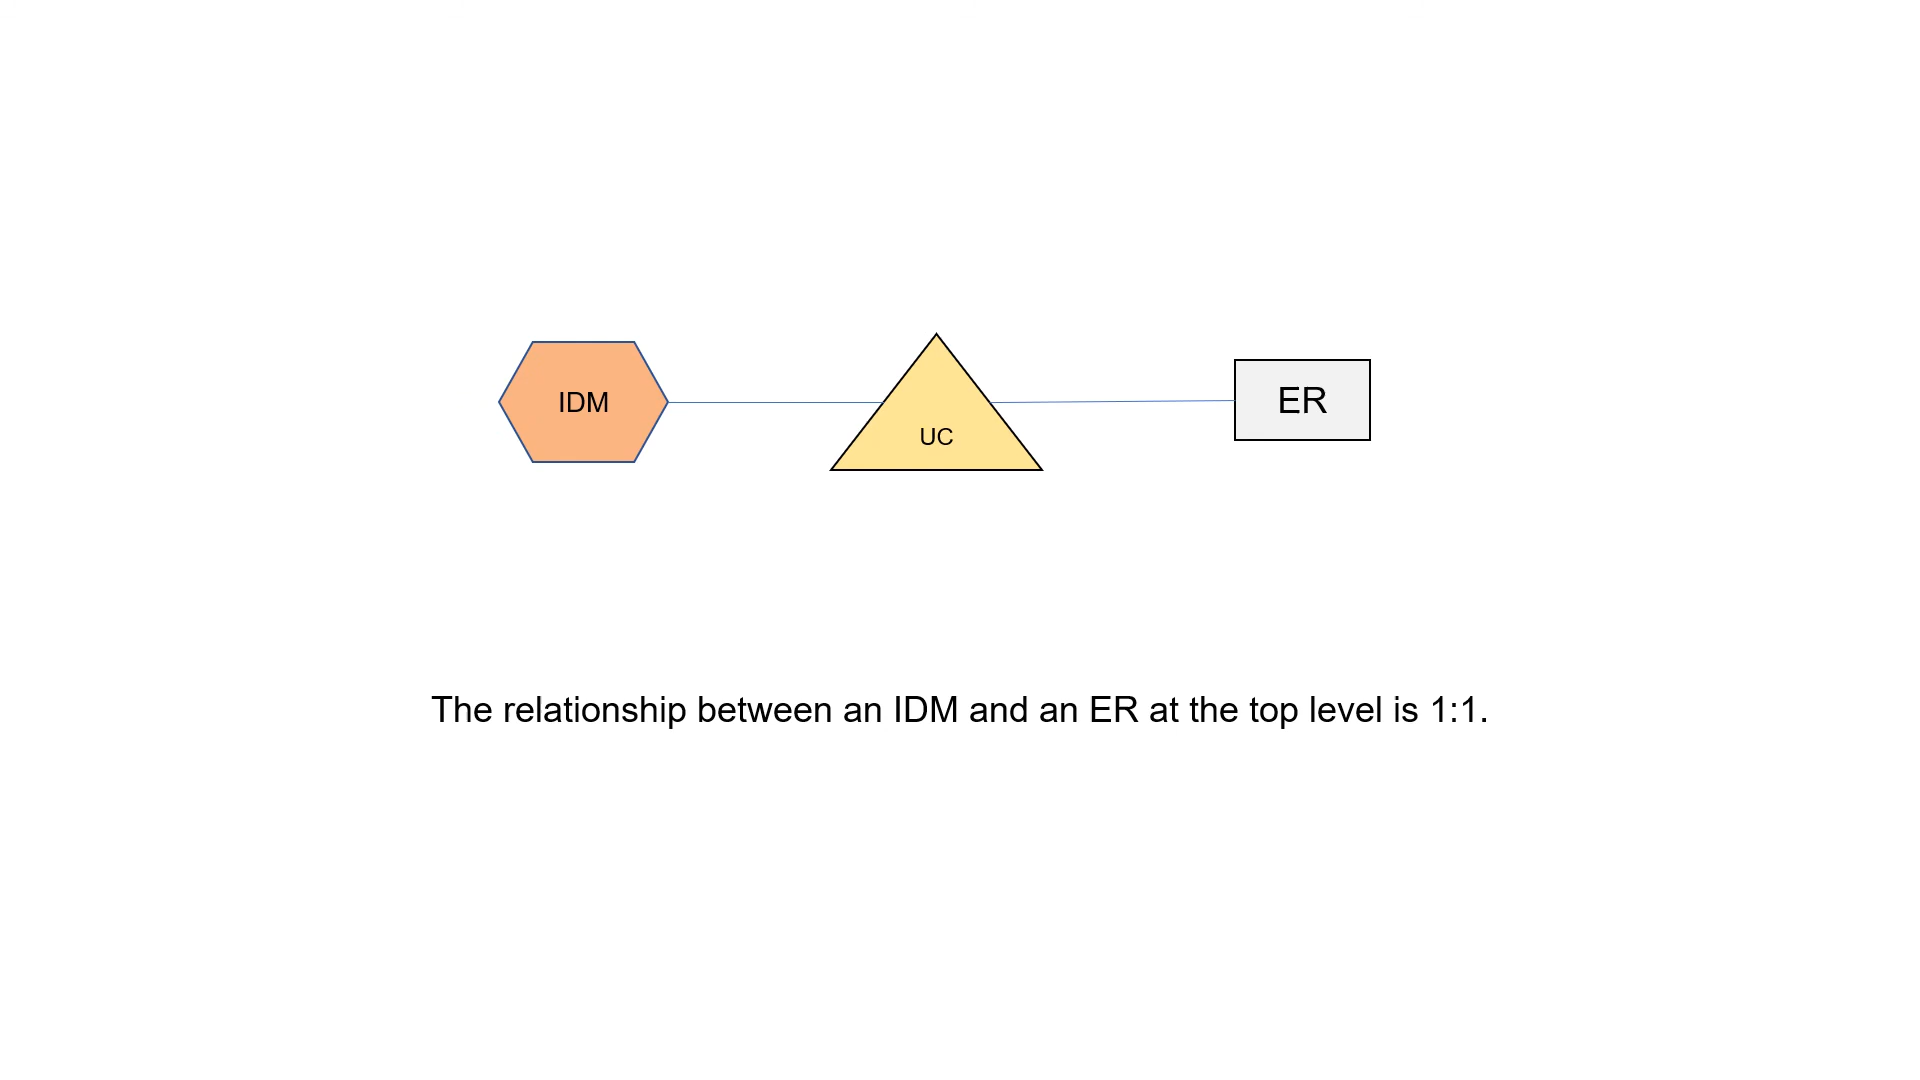 IDM
UC
ER
The relationship between an IDM and an ER at the top level is 1:1.